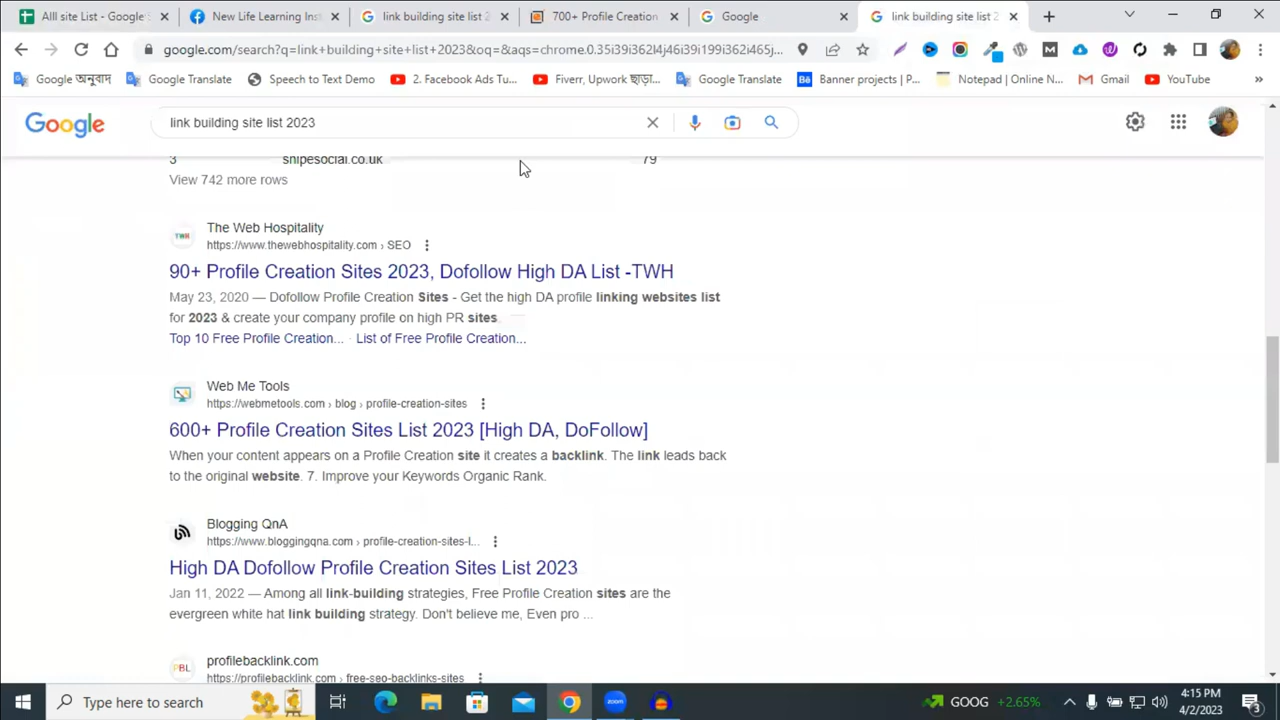 Alll site List - Google S
New Life Learning Inst
link building site list 2
700+ Profile Creation
Google
link building site list 2
google.com/search?q=link+building+site+list+2023&oq=&aqs=chrome.0.35i39i362l4j46i39i199i362i465j...
Google অনুবাদ
Google Translate
Speech to Text Demo
2. Facebook Ads Tu...
Fiverr, Upwork ছাড়া...
Google Translate
Banner projects | P...
Notepad | Online N...
Gmail
YouTube
»
Google
link building site list 2023
3 snipesocial.co.uk 79
View 742 more rows
TWH
The Web Hospitality
https://www.thewebhospitality.com › SEO
90+ Profile Creation Sites 2023, Dofollow High DA List -TWH
May 23, 2020 — Dofollow Profile Creation Sites - Get the high DA profile linking websites list
for 2023 & create your company profile on high PR sites.
Top 10 Free Profile Creation... · List of Free Profile Creation...
Web Me Tools
https://webmetools.com › blog › profile-creation-sites
600+ Profile Creation Sites List 2023 [High DA, DoFollow]
When your content appears on a Profile Creation site it creates a backlink. The link leads back
to the original website. 7. Improve your Keywords Organic Rank.
Blogging QnA
https://www.bloggingqna.com › profile-creation-sites-l...
High DA Dofollow Profile Creation Sites List 2023
Jan 11, 2022 — Among all link-building strategies, Free Profile Creation sites are the
evergreen white hat link building strategy. Don't believe me, Even pro ...
PBL
profilebacklink.com
https://profilebacklink.com › free-seo-backlinks-sites
Type here to search
zoom
GOOG +2.65%
4:15 PM
4/2/2023
3